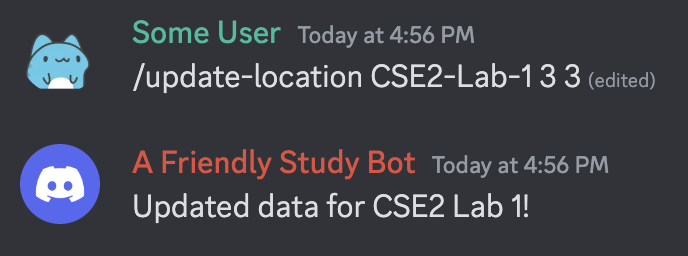 Some User Today at 4:56 PM
/update-location CSE2-Lab-1 3 3 (edited)
A Friendly Study Bot Today at 4:56 PM
Updated data for CSE2 Lab 1!